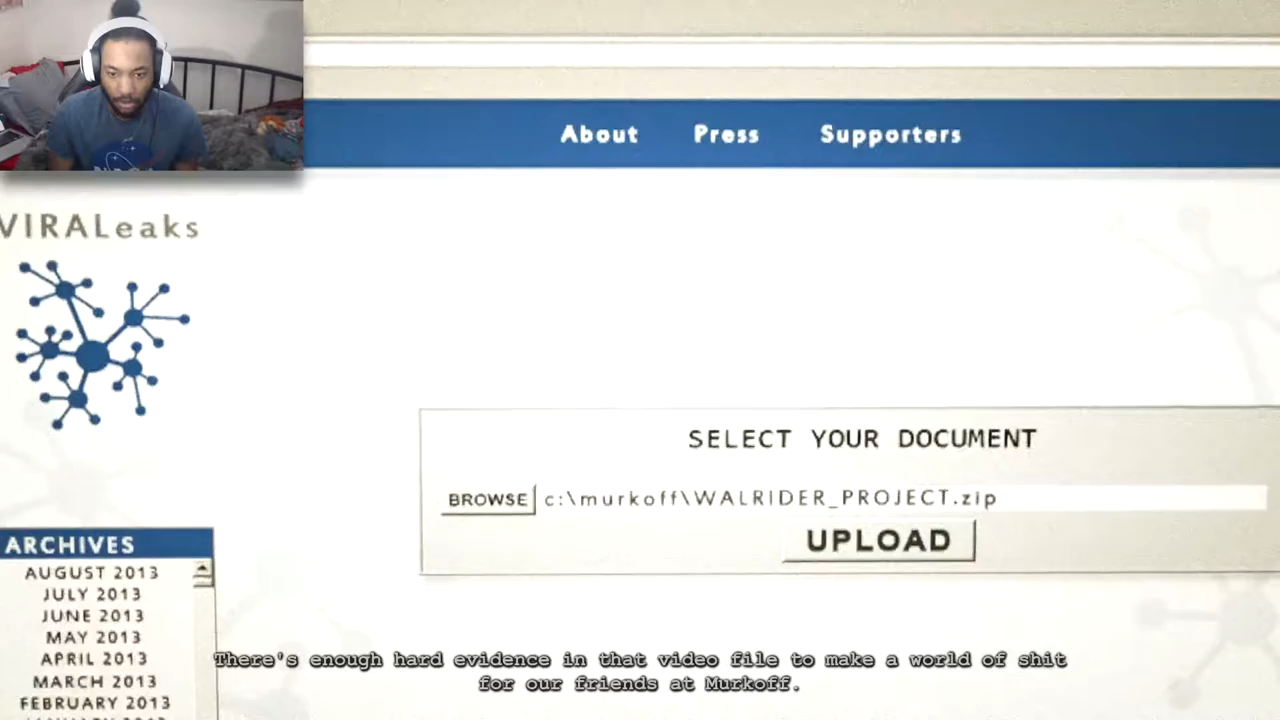 About Press Supporters
VIRALeaks
SELECT YOUR DOCUMENT
BROWSE c:\murkoff\WALRIDER_PROJECT.zip
UPLOAD
ARCHIVES
AUGUST 2013
JULY 2013
JUNE 2013
MAY 2013
APRIL 2013
MARCH 2013
FEBRUARY 2013
There's enough hard evidence in that video file to make a world of shit
for our friends at Murkoff.